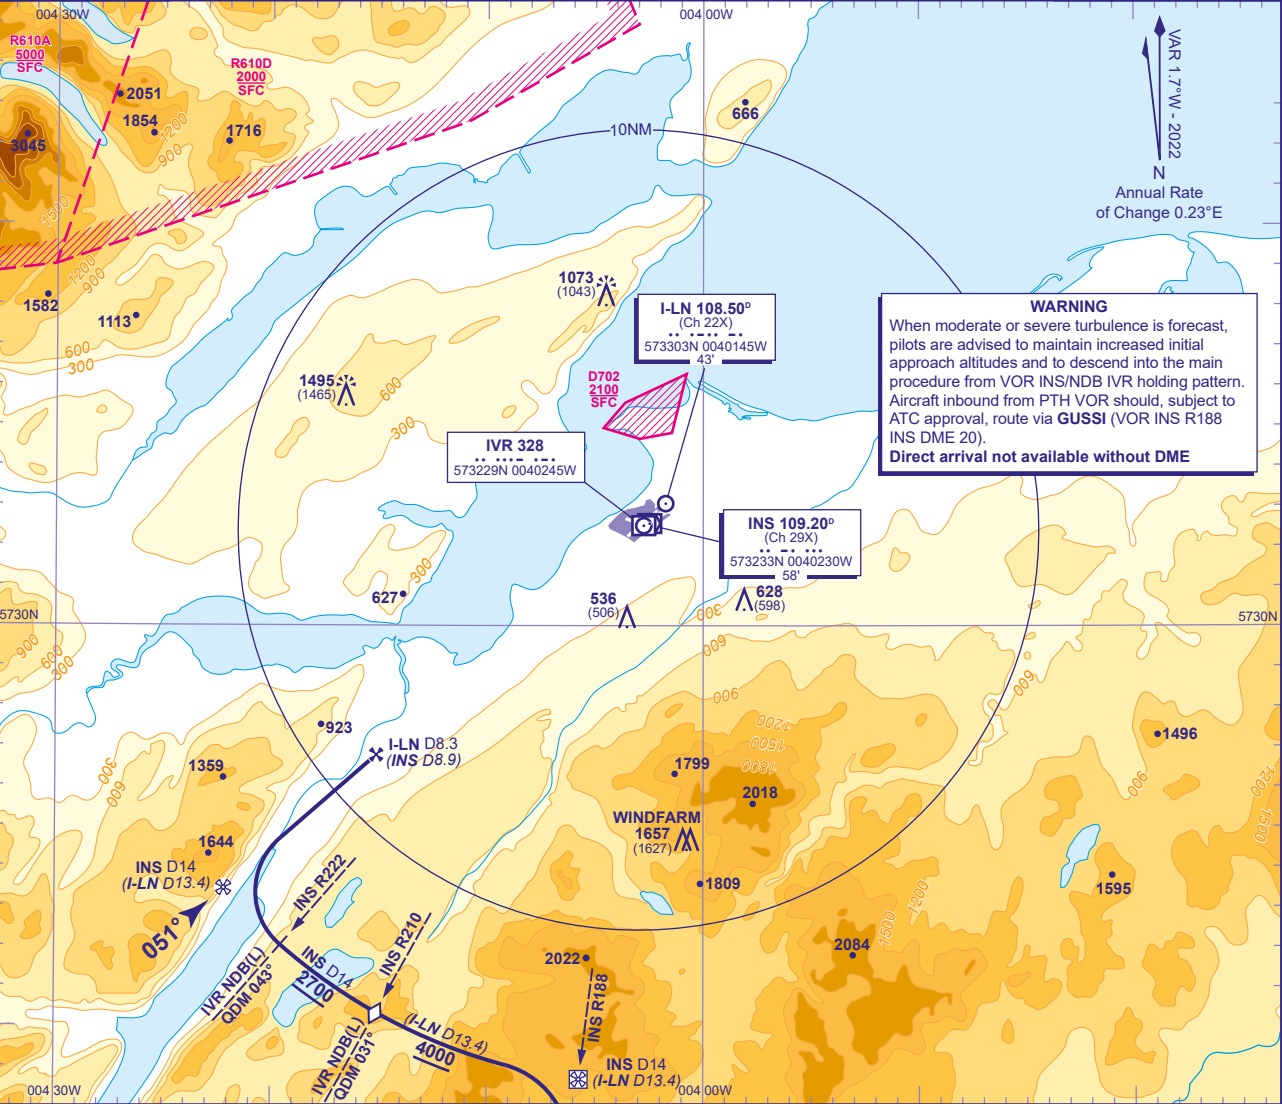 004 30W
004 00W
R610A
5000
SFC
R610D
2000
SFC
2051
1854
1200
900
1716
3045
1500
666
10NM
VAR 1.7°W - 2022
N
Annual Rate
of Change 0.23°E
1200
900
1582
1113
600
300
1073
(1043)
I-LN 108.50ᴰ
(Ch 22X)
573303N 0040145W
43'
WARNING
When moderate or severe turbulence is forecast,
pilots are advised to maintain increased initial
approach altitudes and to descend into the main
procedure from VOR INS/NDB IVR holding pattern.
Aircraft inbound from PTH VOR should, subject to
ATC approval, route via GUSSI (VOR INS R188
INS DME 20).
Direct arrival not available without DME
1495
(1465)
600
300
D702
2100
SFC
IVR 328
573229N 0040245W
INS 109.20ᴰ
(Ch 29X)
573233N 0040230W
58'
300
627
536
(506)
628
(598)
5730N
300
600
5730N
900
600
300
900
1200
1500
1800
600
923
I-LN D8.3
(INS D8.9)
1496
1359
300
600
1799
2018
900
1200
1500
WINDFARM
1657
(1627)
1644
INS D14
(I-LN D13.4)
051°
INS R222
1809
1595
1200
1500
IVR NDB(L)
QDM 043°
INS D14
2700
INS R210
2022
INS R188
2084
IVR NDB(L)
QDM 031°
(I-LN D13.4)
4000
INS D14
(I-LN D13.4)
004 30W
004 00W